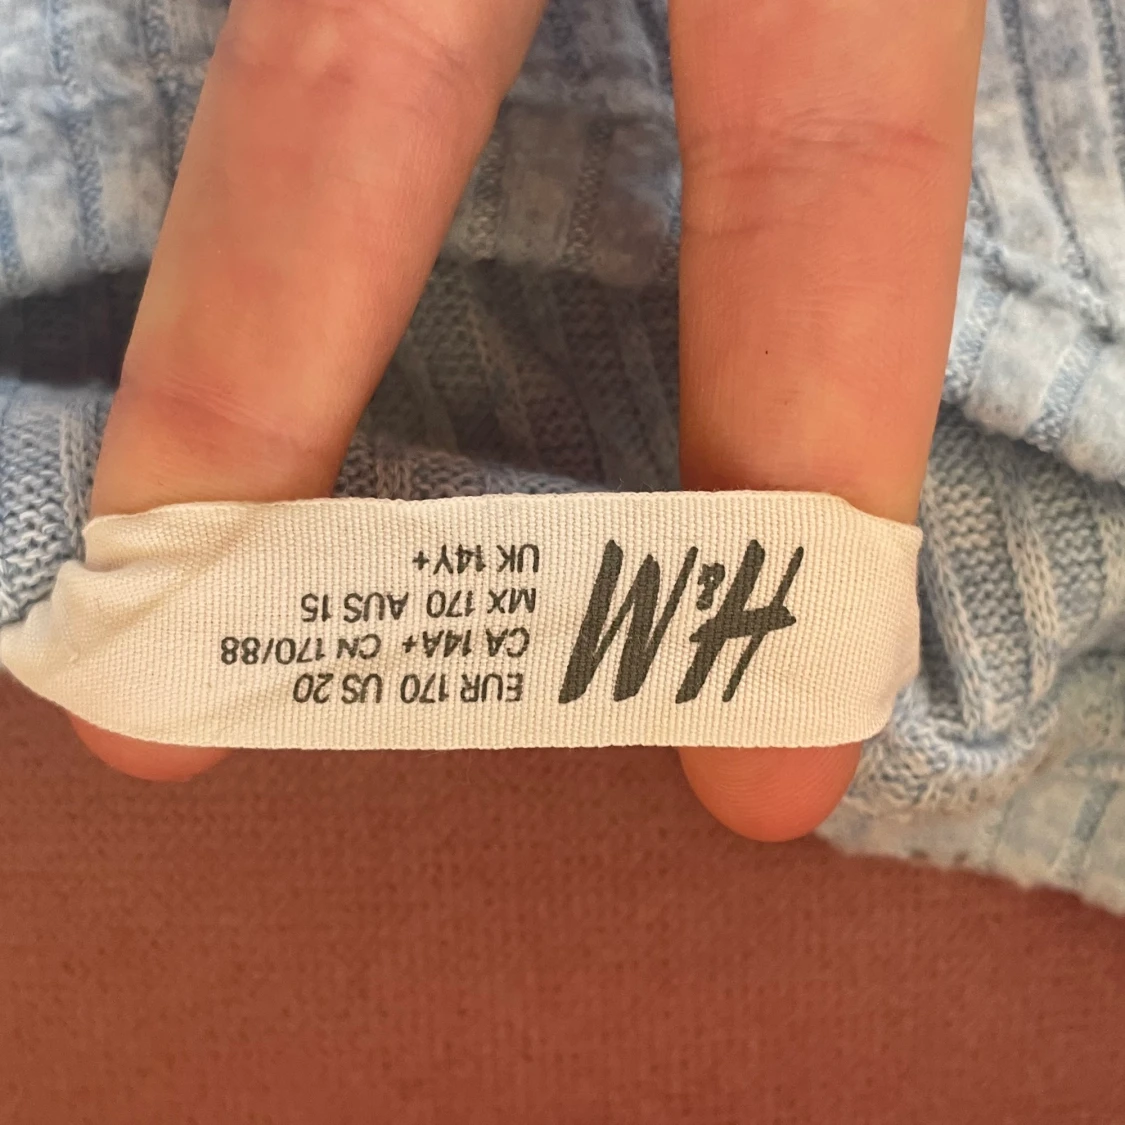 H&M
EUR 170 US 20
CA 14A+ CN 170/88
MX 170 AUS 15
UK 14Y+